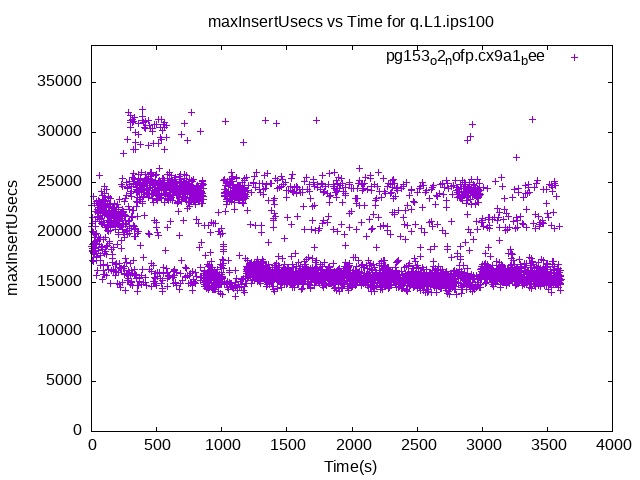 maxInsertUsecs vs Time for q.L1.ips100
pg153o2nofp.cx9a1bee
35000
30000
25000
20000
15000
10000
5000
0
maxInsertUsecs
0 500 1000 1500 2000 2500 3000 3500 4000
Time(s)